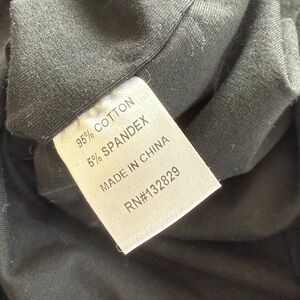 95% COTTON
5% SPANDEX
MADE IN CHINA
RN#132829